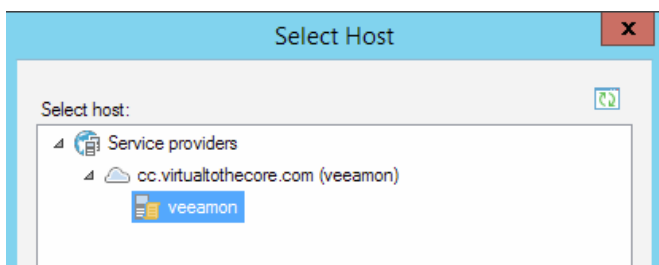 Select Host
x
Select host:
Service providers
cc.virtualtothecore.com (veeamon)
veeamon